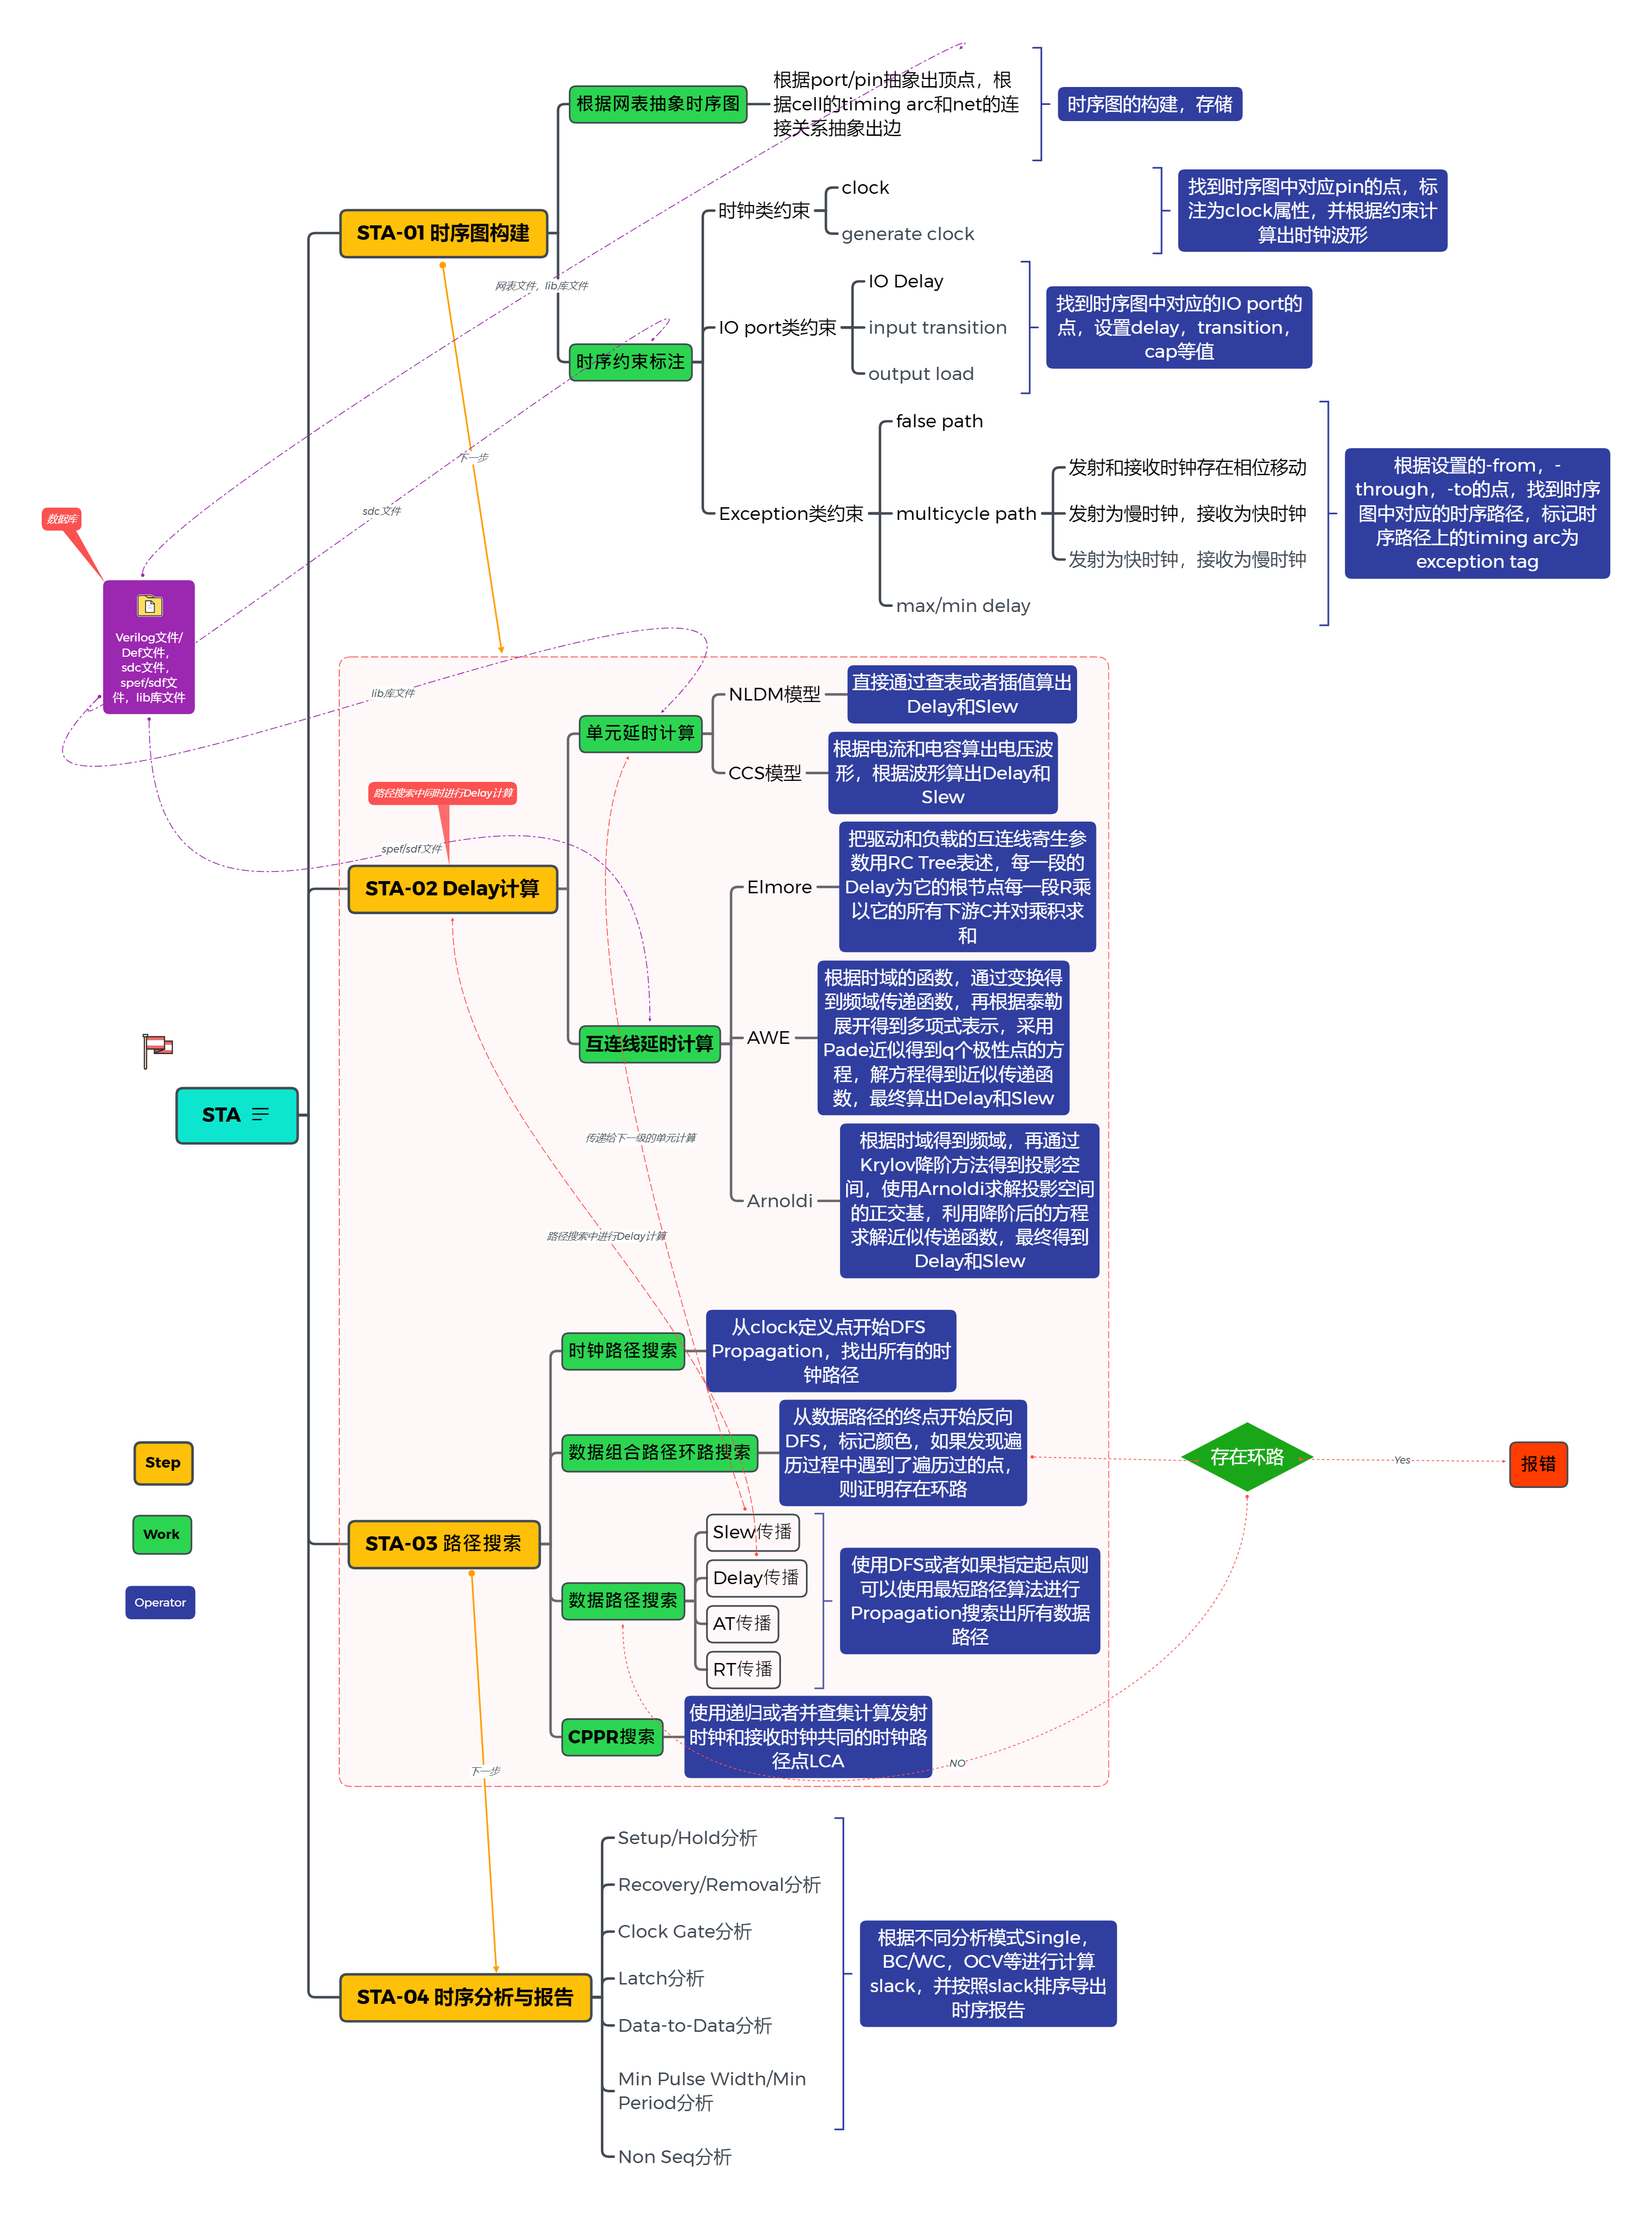 根据网表抽象时序图
根据port/pin抽象出顶点，根
据cell的timing arc和net的连
接关系抽象出边
时序图的构建，存储
STA-01 时序图构建
时钟类约束
clock
generate clock
找到时序图中对应pin的点，标
注为clock属性，并根据约束计
算出时钟波形
网表文件，lib库文件
时序约束标注
IO port类约束
IO Delay
input transition
output load
找到时序图中对应的IO port的
点，设置delay，transition，
cap等值
下一步
sdc文件
Exception类约束
false path
multicycle path
发射和接收时钟存在相位移动
发射为慢时钟，接收为快时钟
发射为快时钟，接收为慢时钟
max/min delay
根据设置的-from，-
through，-to的点，找到时序
图中对应的时序路径，标记时
序路径上的timing arc为
exception tag
数据库
Verilog文件/
Def文件，
sdc文件，
spef/sdf文
件，lib库文件
lib库文件
单元延时计算
NLDM模型
直接通过查表或者插值算出
Delay和Slew
CCS模型
根据电流和电容算出电压波
形，根据波形算出Delay和
Slew
路径搜索中同时进行Delay计算
spef/sdf文件
STA-02 Delay计算
Elmore
把驱动和负载的互连线寄生参
数用RC Tree表述，每一段的
Delay为它的根节点每一段R乘
以它的所有下游C并对乘积求
和
互连线延时计算
AWE
根据时域的函数，通过变换得
到频域传递函数，再根据泰勒
展开得到多项式表示，采用
Pade近似得到q个极性点的方
程，解方程得到近似传递函
数，最终算出Delay和Slew
STA
传递给下一级的单元计算
Arnoldi
根据时域得到频域，再通过
Krylov降阶方法得到投影空
间，使用Arnoldi求解投影空间
的正交基，利用降阶后的方程
求解近似传递函数，最终得到
Delay和Slew
路径搜索中进行Delay计算
时钟路径搜索
从clock定义点开始DFS
Propagation，找出所有的时
钟路径
数据组合路径环路搜索
从数据路径的终点开始反向
DFS，标记颜色，如果发现遍
历过程中遇到了遍历过的点，
则证明存在环路
存在环路
Yes
报错
Step
Work
Operator
STA-03 路径搜索
数据路径搜索
Slew传播
Delay传播
AT传播
RT传播
使用DFS或者如果指定起点则
可以使用最短路径算法进行
Propagation搜索出所有数据
路径
CPPR搜索
使用递归或者并查集计算发射
时钟和接收时钟共同的时钟路
径点LCA
NO
下一步
STA-04 时序分析与报告
Setup/Hold分析
Recovery/Removal分析
Clock Gate分析
Latch分析
Data-to-Data分析
Min Pulse Width/Min
Period分析
Non Seq分析
根据不同分析模式Single，
BC/WC，OCV等进行计算
slack，并按照slack排序导出
时序报告